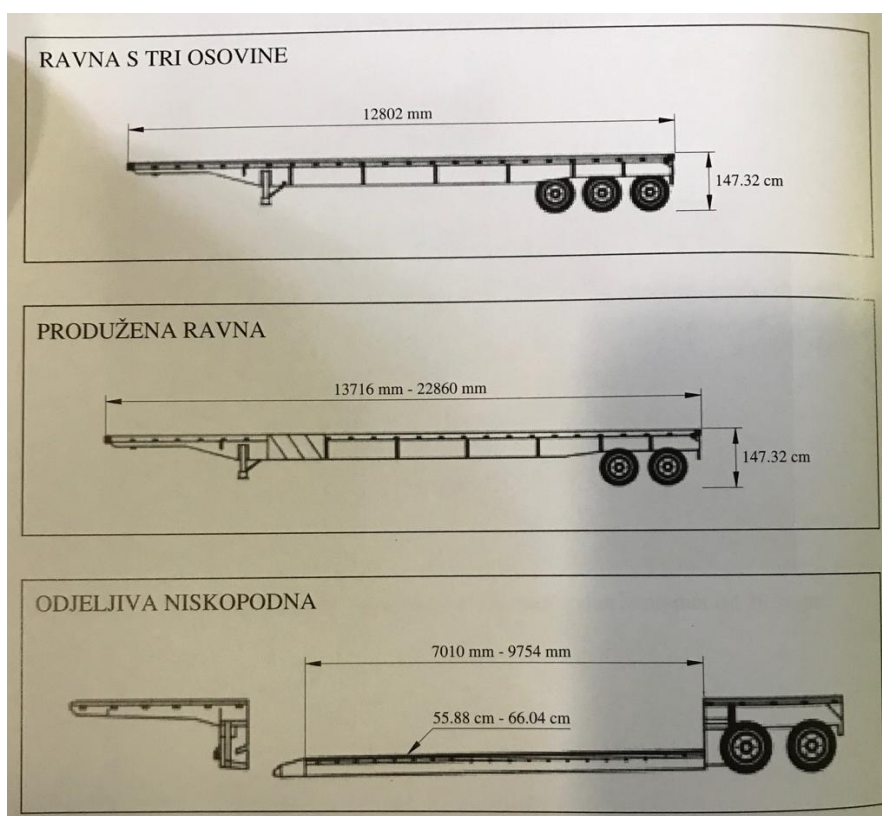 RAVNA S TRI OSOVINE
12802 mm
147.32 cm
PRODUŽENA RAVNA
13716 mm - 22860 mm
147.32 cm
ODJELJIVA NISKOPODNA
7010 mm - 9754 mm
55.88 cm - 66.04 cm